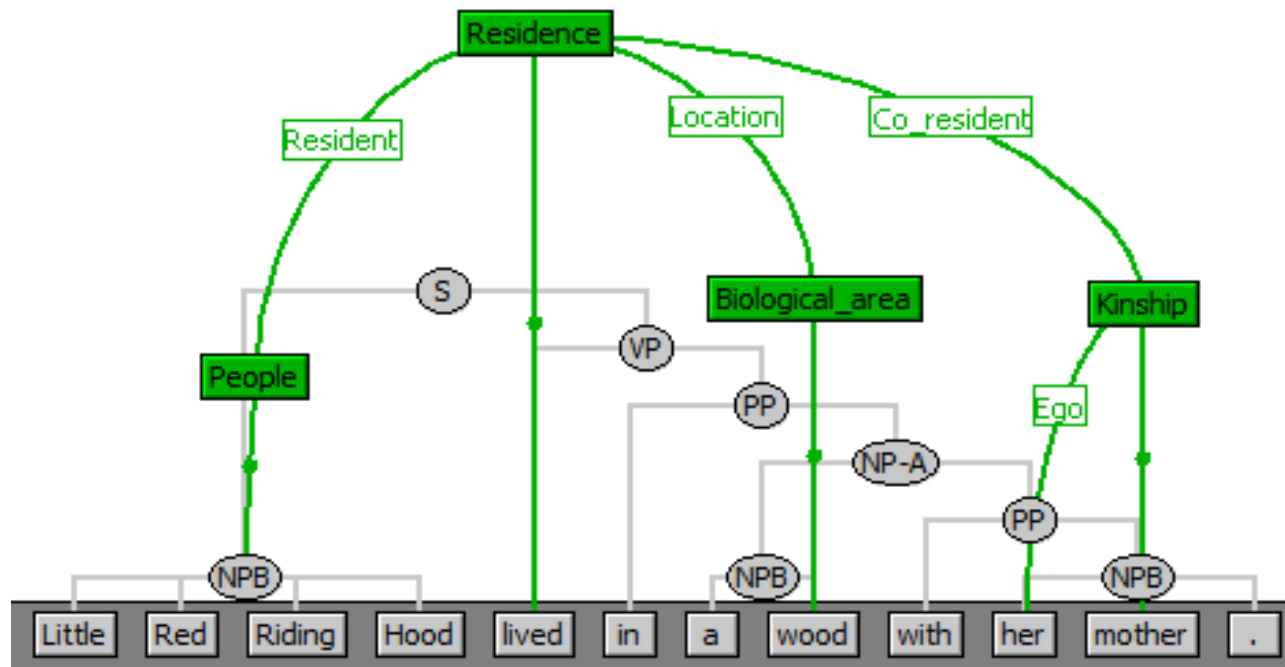 Residence
Resident
Location
Co_resident
S
Biological_area
Kinship
VP
People
PP
Ego
NP-A
PP
NPB
NPB
NPB
Little Red Riding Hood lived in a wood with her mother .